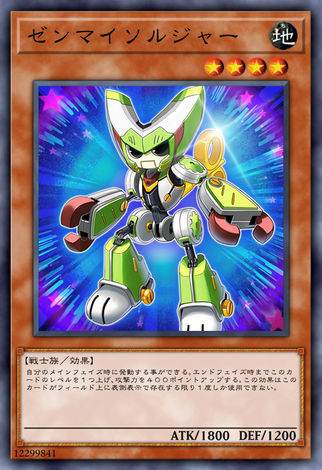 ゼンマイソルジャー
地
【戦士族／効果】
自分のメインフェイズ時に発動する事ができる。エンドフェイズ時までこのカ
ードのレベルを１つ上げ、攻撃力を４００ポイントアップする。この効果はこの
カードがフィールド上に表側表示で存在する限り１度しか使用できない。
ATK/1800 DEF/1200
12299841